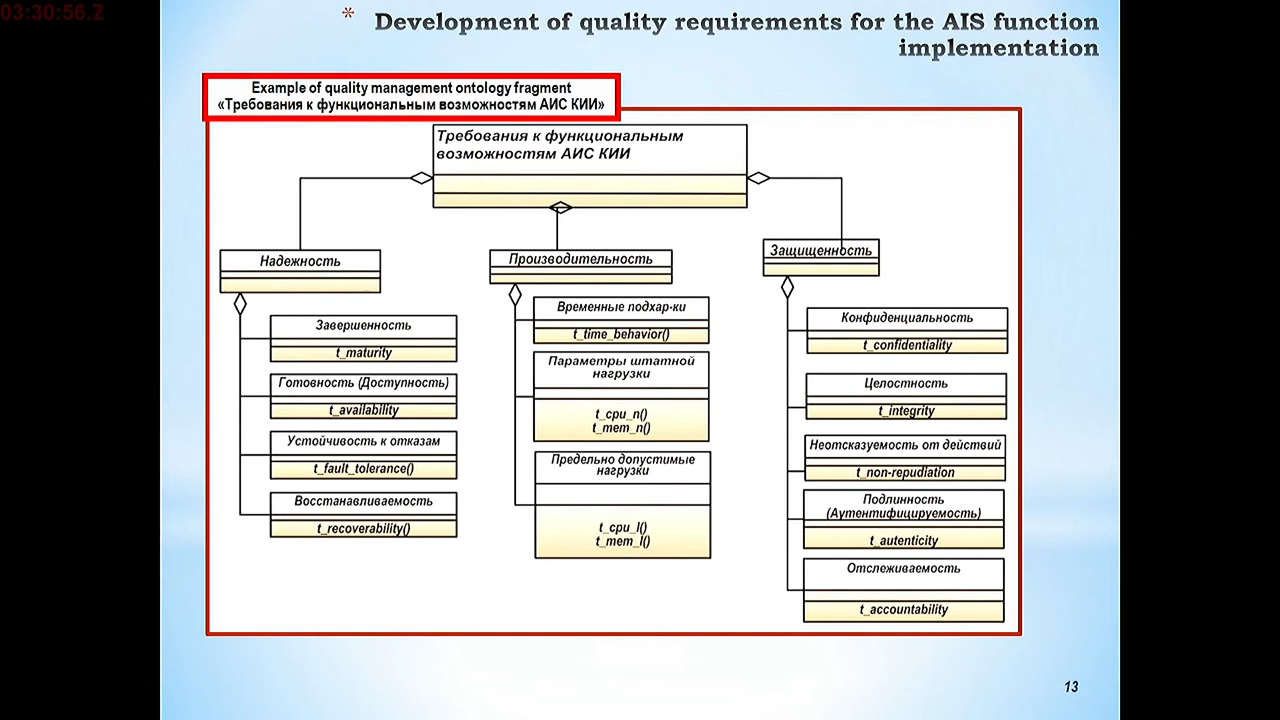 03:30:56.Z
* Development of quality requirements for the AIS function
implementation
Example of quality management ontology fragment
«Требования к функциональным возможностям АИС КИИ»
Требования к функциональным
возможностям АИС КИИ
Надежность
Завершенность
t_maturity
Готовность (Доступность)
t_availability
Устойчивость к отказам
t_fault_tolerance()
Восстанавливаемость
t_recoverability()
Производительность
Временные подхар-ки
t_time_behavior()
Параметры штатной
нагрузки
t_cpu_n()
t_mem_n()
Предельно допустимые
нагрузки
t_cpu_l()
t_mem_l()
Защищенность
Конфиденциальность
t_confidentiality
Целостность
t_integrity
Неотсказуемость от действий
t_non-repudiation
Подлинность
(Аутентифицируемость)
t_autenticity
Отслеживаемость
t_accountability
13